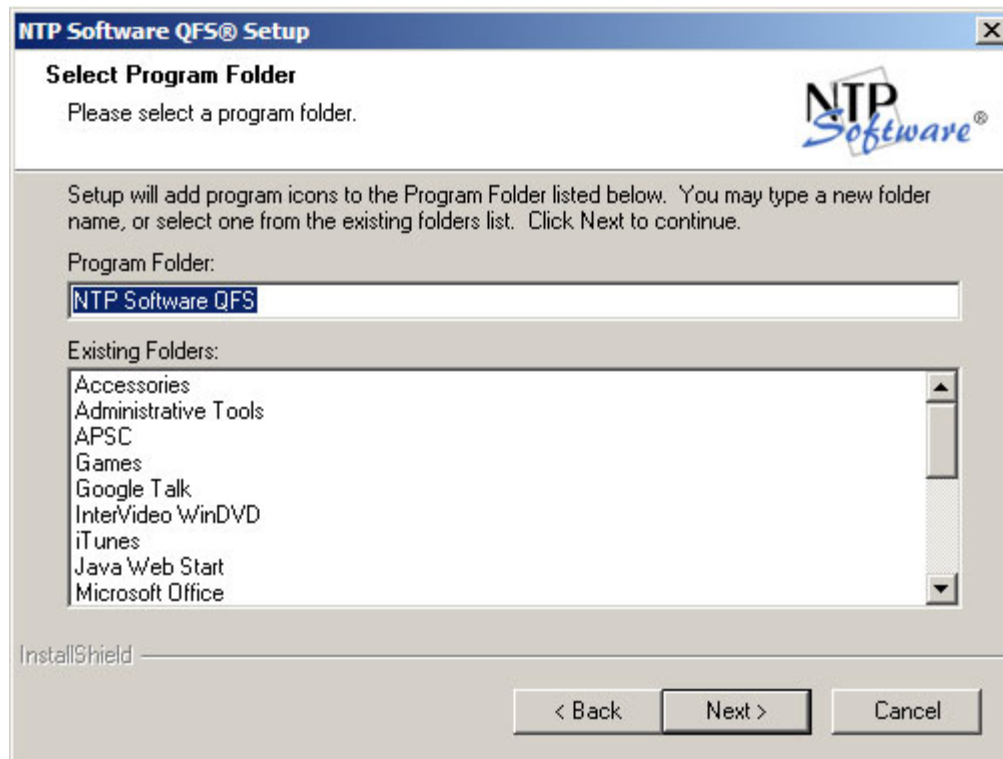 NTP Software QFS® Setup
Select Program Folder
Please select a program folder.
NTP
Software®
Setup will add program icons to the Program Folder listed below. You may type a new folder
name, or select one from the existing folders list. Click Next to continue.
Program Folder:
NTP Software QFS
Existing Folders:
Accessories
Administrative Tools
APSC
Games
Google Talk
InterVideo WinDVD
iTunes
Java Web Start
Microsoft Office
InstallShield
< Back
Next >
Cancel